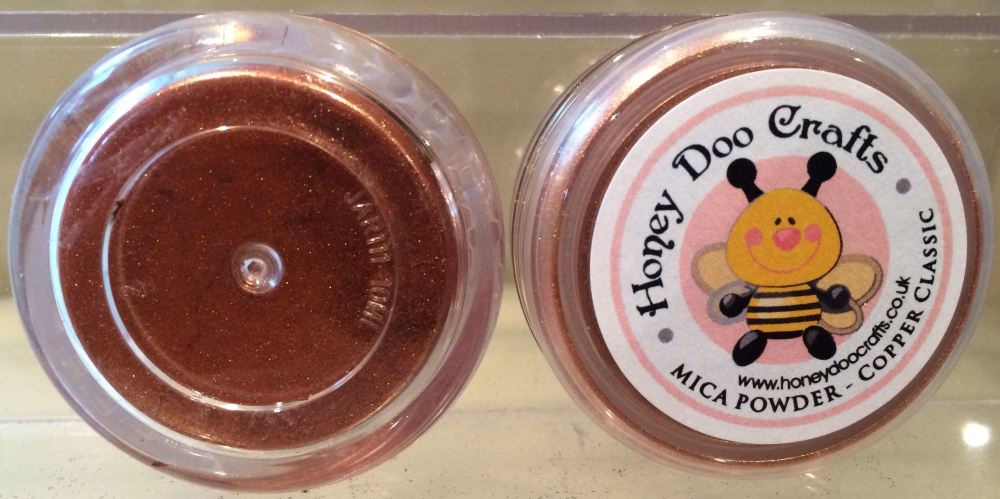 Honey Doo Crafts
www.honeydoocrafts.co.uk
MICA POWDER - COPPER CLASSIC